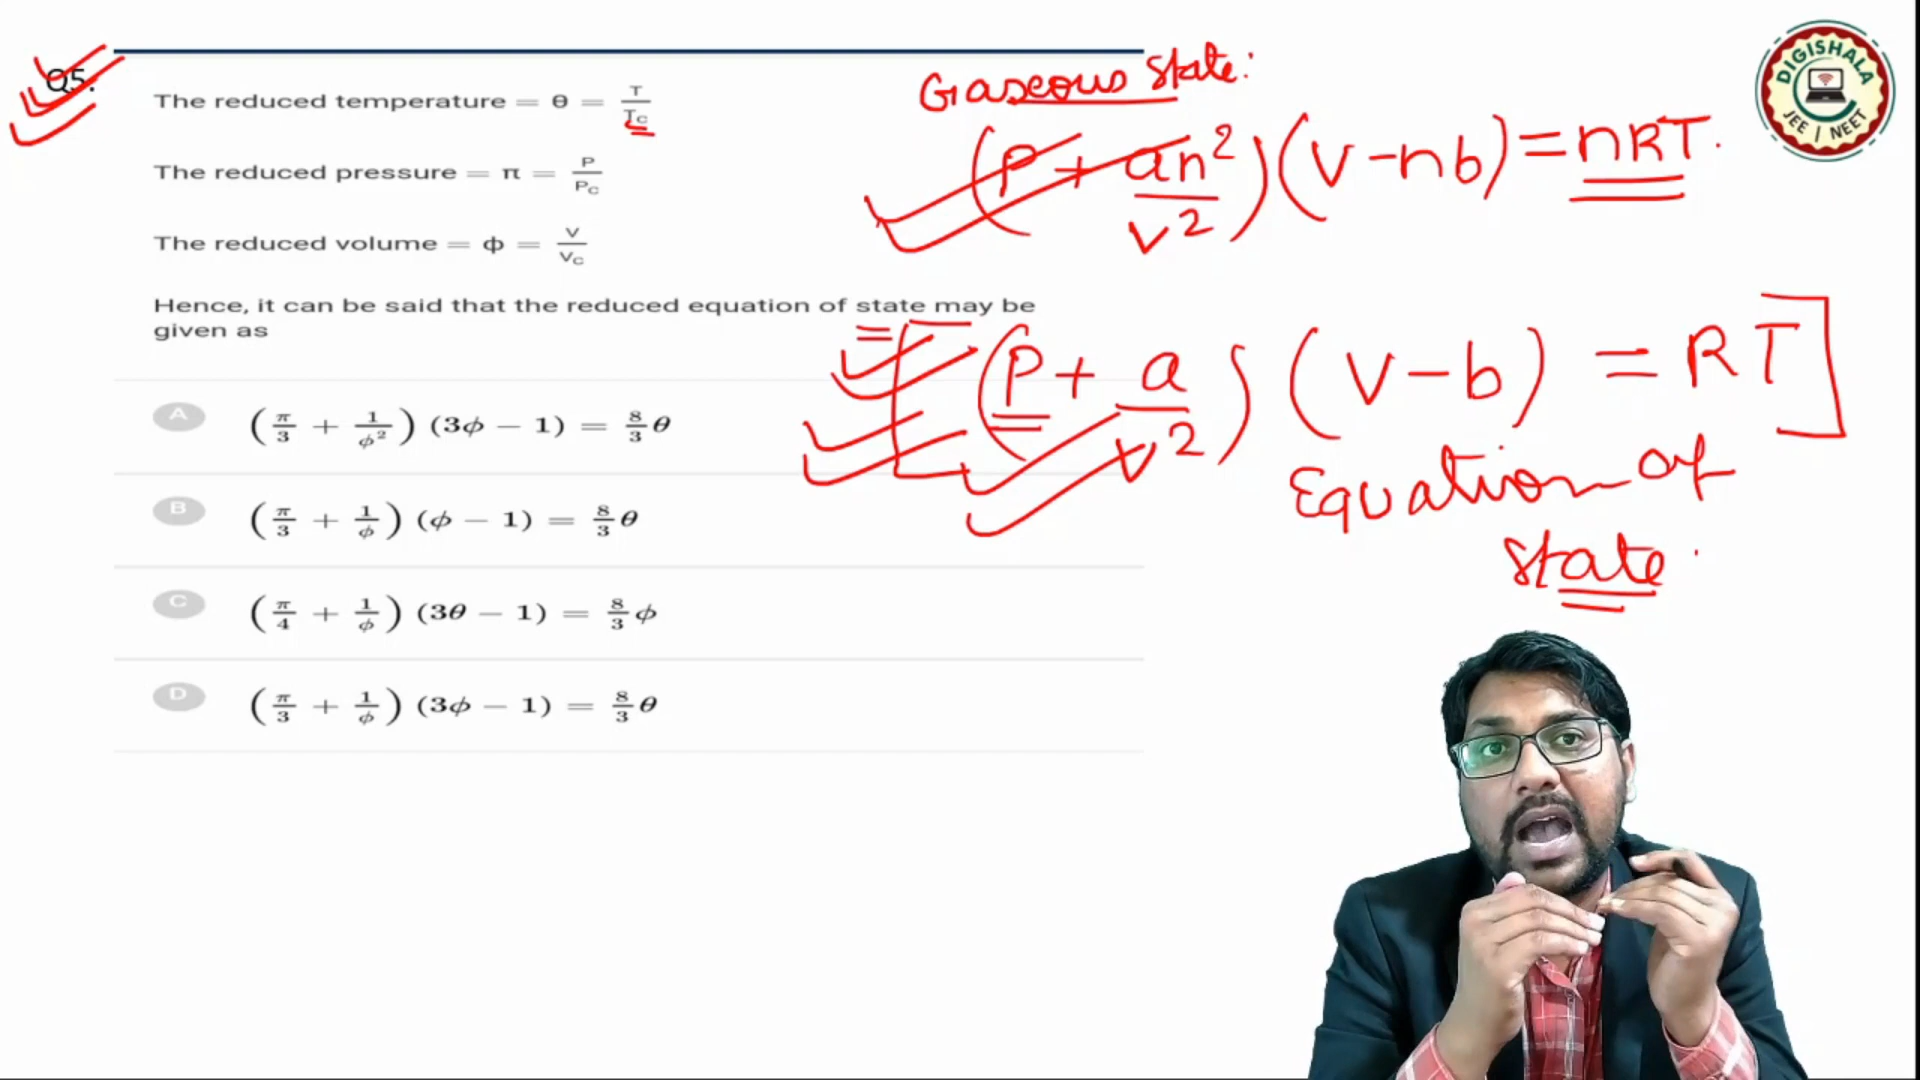 Q5.
Gaseous State:
The reduced temperature = θ = T/Tc
(P + an²/V²)(V - nb) = nRT.
The reduced pressure = π = P/Pc
The reduced volume = φ = V/Vc
Hence, it can be said that the reduced equation of state may be
given as
[(P + a/V²)(V - b) = RT]
Equation of
State.
A (π/3 + 1/φ²) (3φ − 1) = 8/3 θ
B (π/3 + 1/φ) (φ − 1) = 8/3 θ
C (π/4 + 1/φ) (3θ − 1) = 8/3 φ
D (π/3 + 1/φ) (3φ − 1) = 8/3 θ
DIGISHALA
JEE | NEET